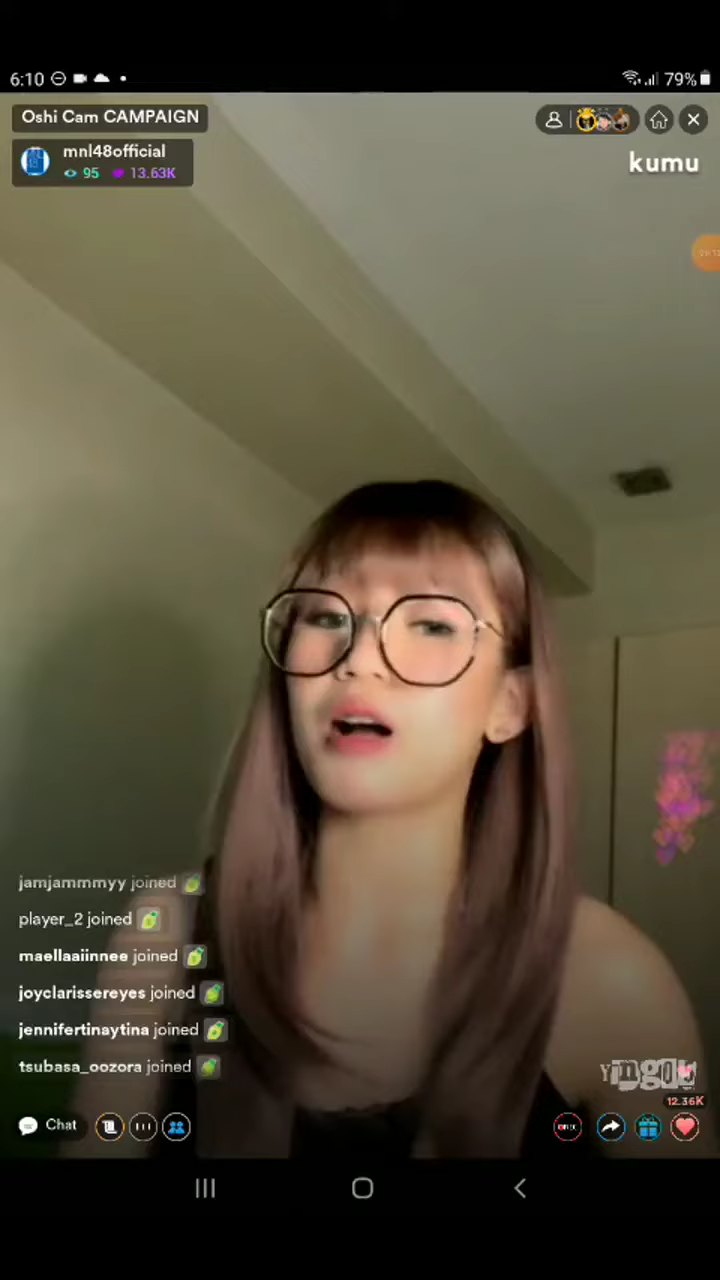 6:10
79%
Oshi Cam CAMPAIGN
mnl48official
95 13.63K
kumu
jamjammmyy joined
player_2 joined
maellaaiinnee joined
joyclarissereyes joined
jennifertinaytina joined
tsubasa_oozora joined
12.36K
Chat